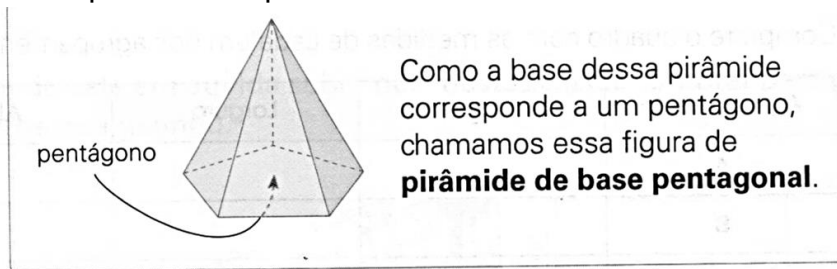 Como a base dessa pirâmide
corresponde a um pentágono,
chamamos essa figura de
pirâmide de base pentagonal.
pentágono